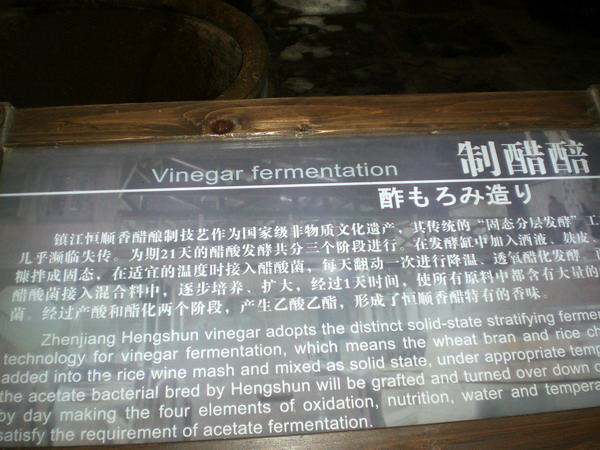 Vinegar fermentation
制醋醅
酢もろみ造り
镇江恒顺香醋酿制技艺作为国家级非物质文化遗产，其传统的“固态分层发酵”工
几乎濒临失传。为期21天的醋酸发酵共分三个阶段进行。在发酵缸中加入酒液、麸皮、
糠拌成固态，在适宜的温度时接入醋酸菌，每天翻动一次进行降温、透氧醋化发酵。
醋酸菌接入混合料中，逐步培养、扩大，经过1天时间，使所有原料中都含有大量的
菌。经过产酸和酯化两个阶段，产生乙酸乙酯，形成了恒顺香醋特有的香味。
Zhenjiang Hengshun vinegar adopts the distinct solid-state stratifying fermen
technology for vinegar fermentation, which means the wheat bran and rice ch
added into the rice wine mash and mixed as solid state, under appropriate temp
the acetate bacterial bred by Hengshun will be grafted and turned over down
by day making the four elements of oxidation, nutrition, water and tempera
satisfy the requirement of acetate fermentation.